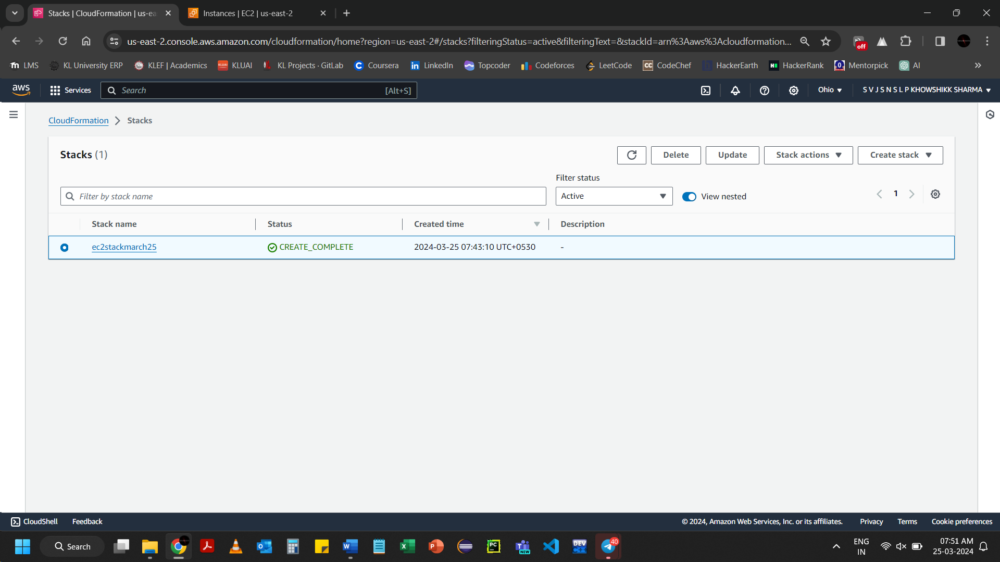 Stacks | CloudFormation | us-ea
Instances | EC2 | us-east-2
us-east-2.console.aws.amazon.com/cloudformation/home?region=us-east-2#/stacks?filteringStatus=active&filteringText=&stackId=arn%3Aaws%3Acloudformation...
off
LMS
KL University ERP
KLEF | Academics
KLUAI
KLUAI
KL Projects · GitLab
Coursera
LinkedIn
Topcoder
Codeforces
LeetCode
CodeChef
HackerEarth
HackerRank
Mentorpick
AI
aws
Services
Search
[Alt+S]
Ohio
S V J S N S L P KHOWSHIKK SHARMA
CloudFormation
Stacks
Stacks (1)
Delete
Update
Stack actions
Create stack
Filter status
Filter by stack name
Active
View nested
1
Stack name
Status
Created time
Description
ec2stackmarch25
CREATE_COMPLETE
2024-03-25 07:43:10 UTC+0530
-
CloudShell
Feedback
© 2024, Amazon Web Services, Inc. or its affiliates.
Privacy
Terms
Cookie preferences
Search
NEW
DEV
40
ENG
IN
07:51 AM
25-03-2024